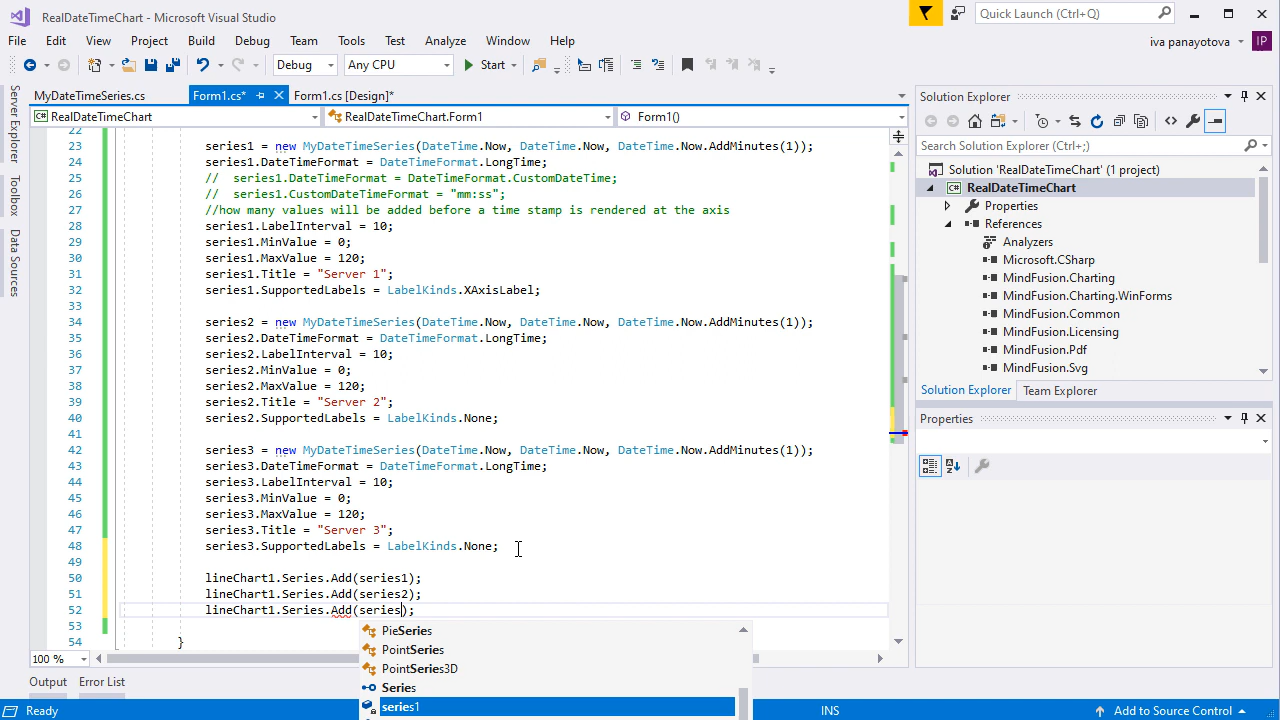 RealDateTimeChart - Microsoft Visual Studio
Quick Launch (Ctrl+Q)
File Edit View Project Build Debug Team Tools Test Analyze Window Help
iva panayotova IP
Debug Any CPU Start
Server Explorer
Toolbox
Data Sources
MyDateTimeSeries.cs Form1.cs* Form1.cs [Design]*
RealDateTimeChart RealDateTimeChart.Form1 Form1()
22
23 series1 = new MyDateTimeSeries(DateTime.Now, DateTime.Now, DateTime.Now.AddMinutes(1));
24 series1.DateTimeFormat = DateTimeFormat.LongTime;
25 // series1.DateTimeFormat = DateTimeFormat.CustomDateTime;
26 // series1.CustomDateTimeFormat = "mm:ss";
27 //how many values will be added before a time stamp is rendered at the axis
28 series1.LabelInterval = 10;
29 series1.MinValue = 0;
30 series1.MaxValue = 120;
31 series1.Title = "Server 1";
32 series1.SupportedLabels = LabelKinds.XAxisLabel;
33
34 series2 = new MyDateTimeSeries(DateTime.Now, DateTime.Now, DateTime.Now.AddMinutes(1));
35 series2.DateTimeFormat = DateTimeFormat.LongTime;
36 series2.LabelInterval = 10;
37 series2.MinValue = 0;
38 series2.MaxValue = 120;
39 series2.Title = "Server 2";
40 series2.SupportedLabels = LabelKinds.None;
41
42 series3 = new MyDateTimeSeries(DateTime.Now, DateTime.Now, DateTime.Now.AddMinutes(1));
43 series3.DateTimeFormat = DateTimeFormat.LongTime;
44 series3.LabelInterval = 10;
45 series3.MinValue = 0;
46 series3.MaxValue = 120;
47 series3.Title = "Server 3";
48 series3.SupportedLabels = LabelKinds.None;
49
50 lineChart1.Series.Add(series1);
51 lineChart1.Series.Add(series2);
52 lineChart1.Series.Add(series);
53
54 }
PieSeries
PointSeries
PointSeries3D
Series
series1
100 %
Output Error List
Ready INS Add to Source Control
Solution Explorer
Search Solution Explorer (Ctrl+;)
Solution 'RealDateTimeChart' (1 project)
RealDateTimeChart
Properties
References
Analyzers
Microsoft.CSharp
MindFusion.Charting
MindFusion.Charting.WinForms
MindFusion.Common
MindFusion.Licensing
MindFusion.Pdf
MindFusion.Svg
Solution Explorer Team Explorer
Properties